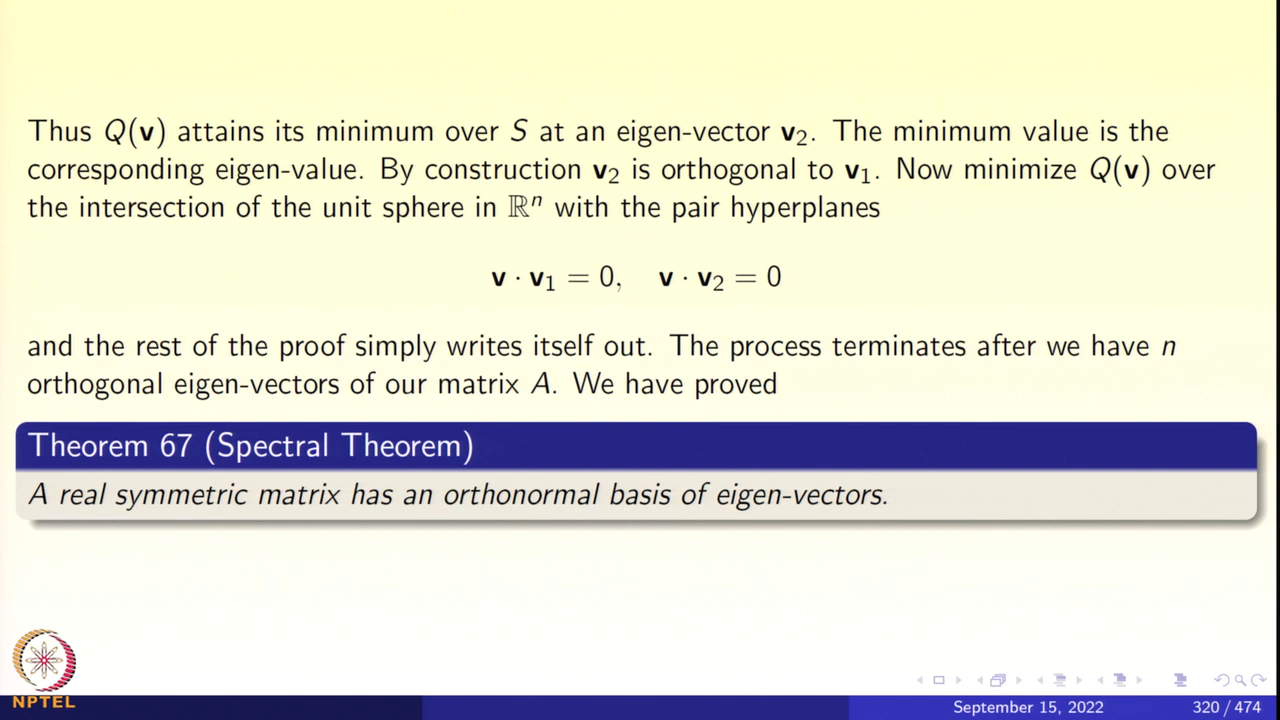 Thus Q(v) attains its minimum over S at an eigen-vector v₂. The minimum value is the
corresponding eigen-value. By construction v₂ is orthogonal to v₁. Now minimize Q(v) over
the intersection of the unit sphere in ℝⁿ with the pair hyperplanes
v · v₁ = 0, v · v₂ = 0
and the rest of the proof simply writes itself out. The process terminates after we have n
orthogonal eigen-vectors of our matrix A. We have proved
Theorem 67 (Spectral Theorem)
A real symmetric matrix has an orthonormal basis of eigen-vectors.
NPTEL
September 15, 2022 320 / 474